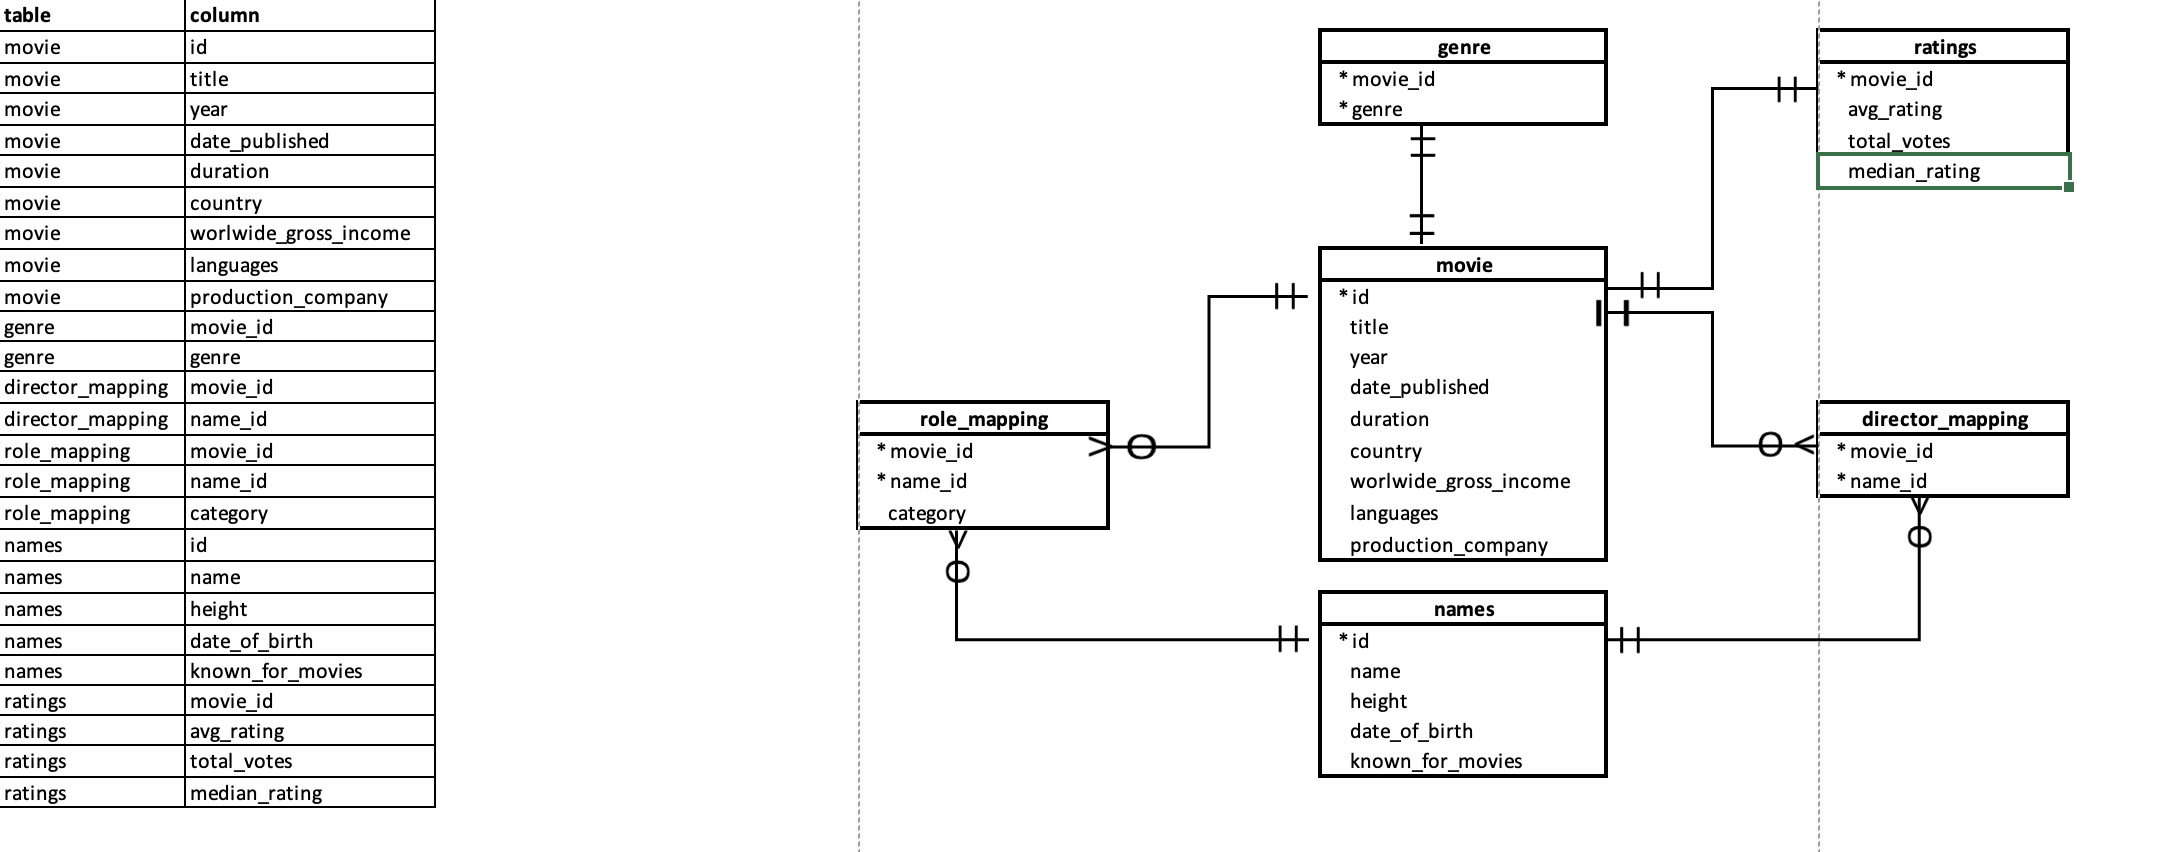 table column
movie id
movie title
movie year
movie date_published
movie duration
movie country
movie worlwide_gross_income
movie languages
movie production_company
genre movie_id
genre genre
director_mapping movie_id
director_mapping name_id
role_mapping movie_id
role_mapping name_id
role_mapping category
names id
names name
names height
names date_of_birth
names known_for_movies
ratings movie_id
ratings avg_rating
ratings total_votes
ratings median_rating
genre
* movie_id
* genre
ratings
* movie_id
avg_rating
total_votes
median_rating
movie
* id
title
year
date_published
duration
country
worlwide_gross_income
languages
production_company
role_mapping
* movie_id
* name_id
category
director_mapping
* movie_id
* name_id
names
* id
name
height
date_of_birth
known_for_movies